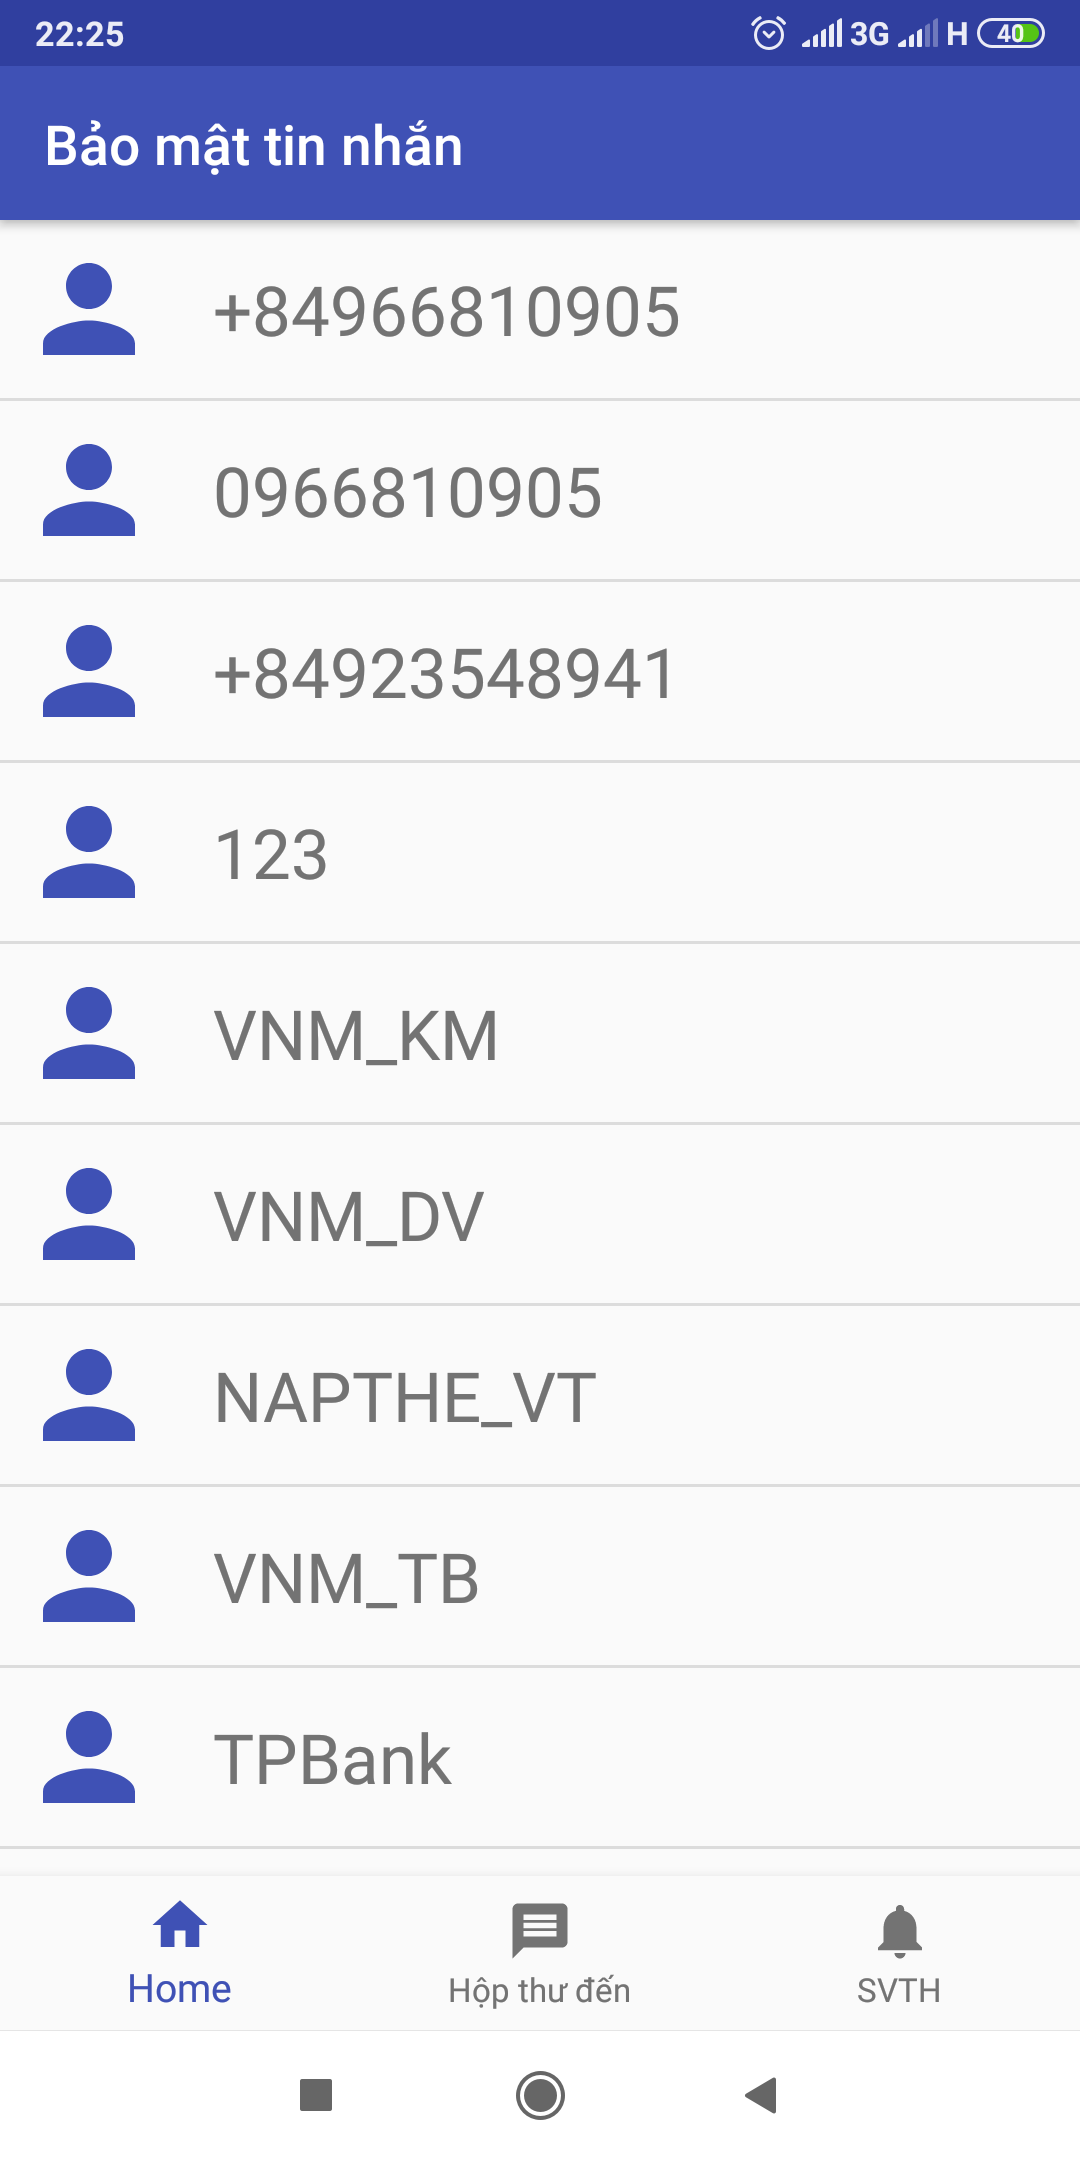 22:25 3G H 40
Bảo mật tin nhắn
+84966810905
0966810905
+84923548941
123
VNM_KM
VNM_DV
NAPTHE_VT
VNM_TB
TPBank
Home Hộp thư đến SVTH